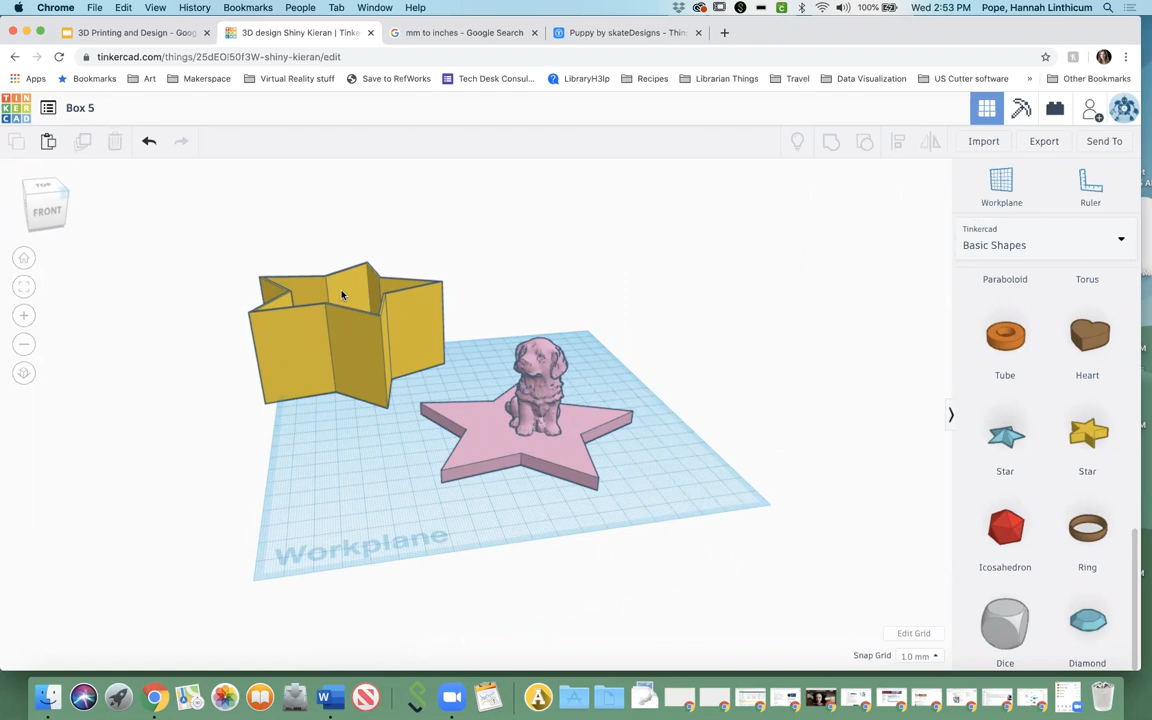 Chrome File Edit View History Bookmarks People Tab Window Help 100% Wed 2:53 PM Pope, Hannah Linthicum
3D Printing and Design - Goog × 3D design Shiny Kieran | Tinke × mm to inches - Google Search × Puppy by skateDesigns - Thin × +
tinkercad.com/things/25dEOl50f3W-shiny-kieran/edit
Apps Bookmarks Art Makerspace Virtual Reality stuff Save to RefWorks Tech Desk Consul... LibraryH3lp Recipes Librarian Things Travel Data Visualization US Cutter software » Other Bookmarks
TIN
KER
CAD
Box 5
Import Export Send To
TOP
FRONT
Workplane Ruler
Tinkercad
Basic Shapes
Paraboloid Torus
Tube Heart
Star Star
Icosahedron Ring
Dice Diamond
Workplane
Edit Grid
Snap Grid 1.0 mm